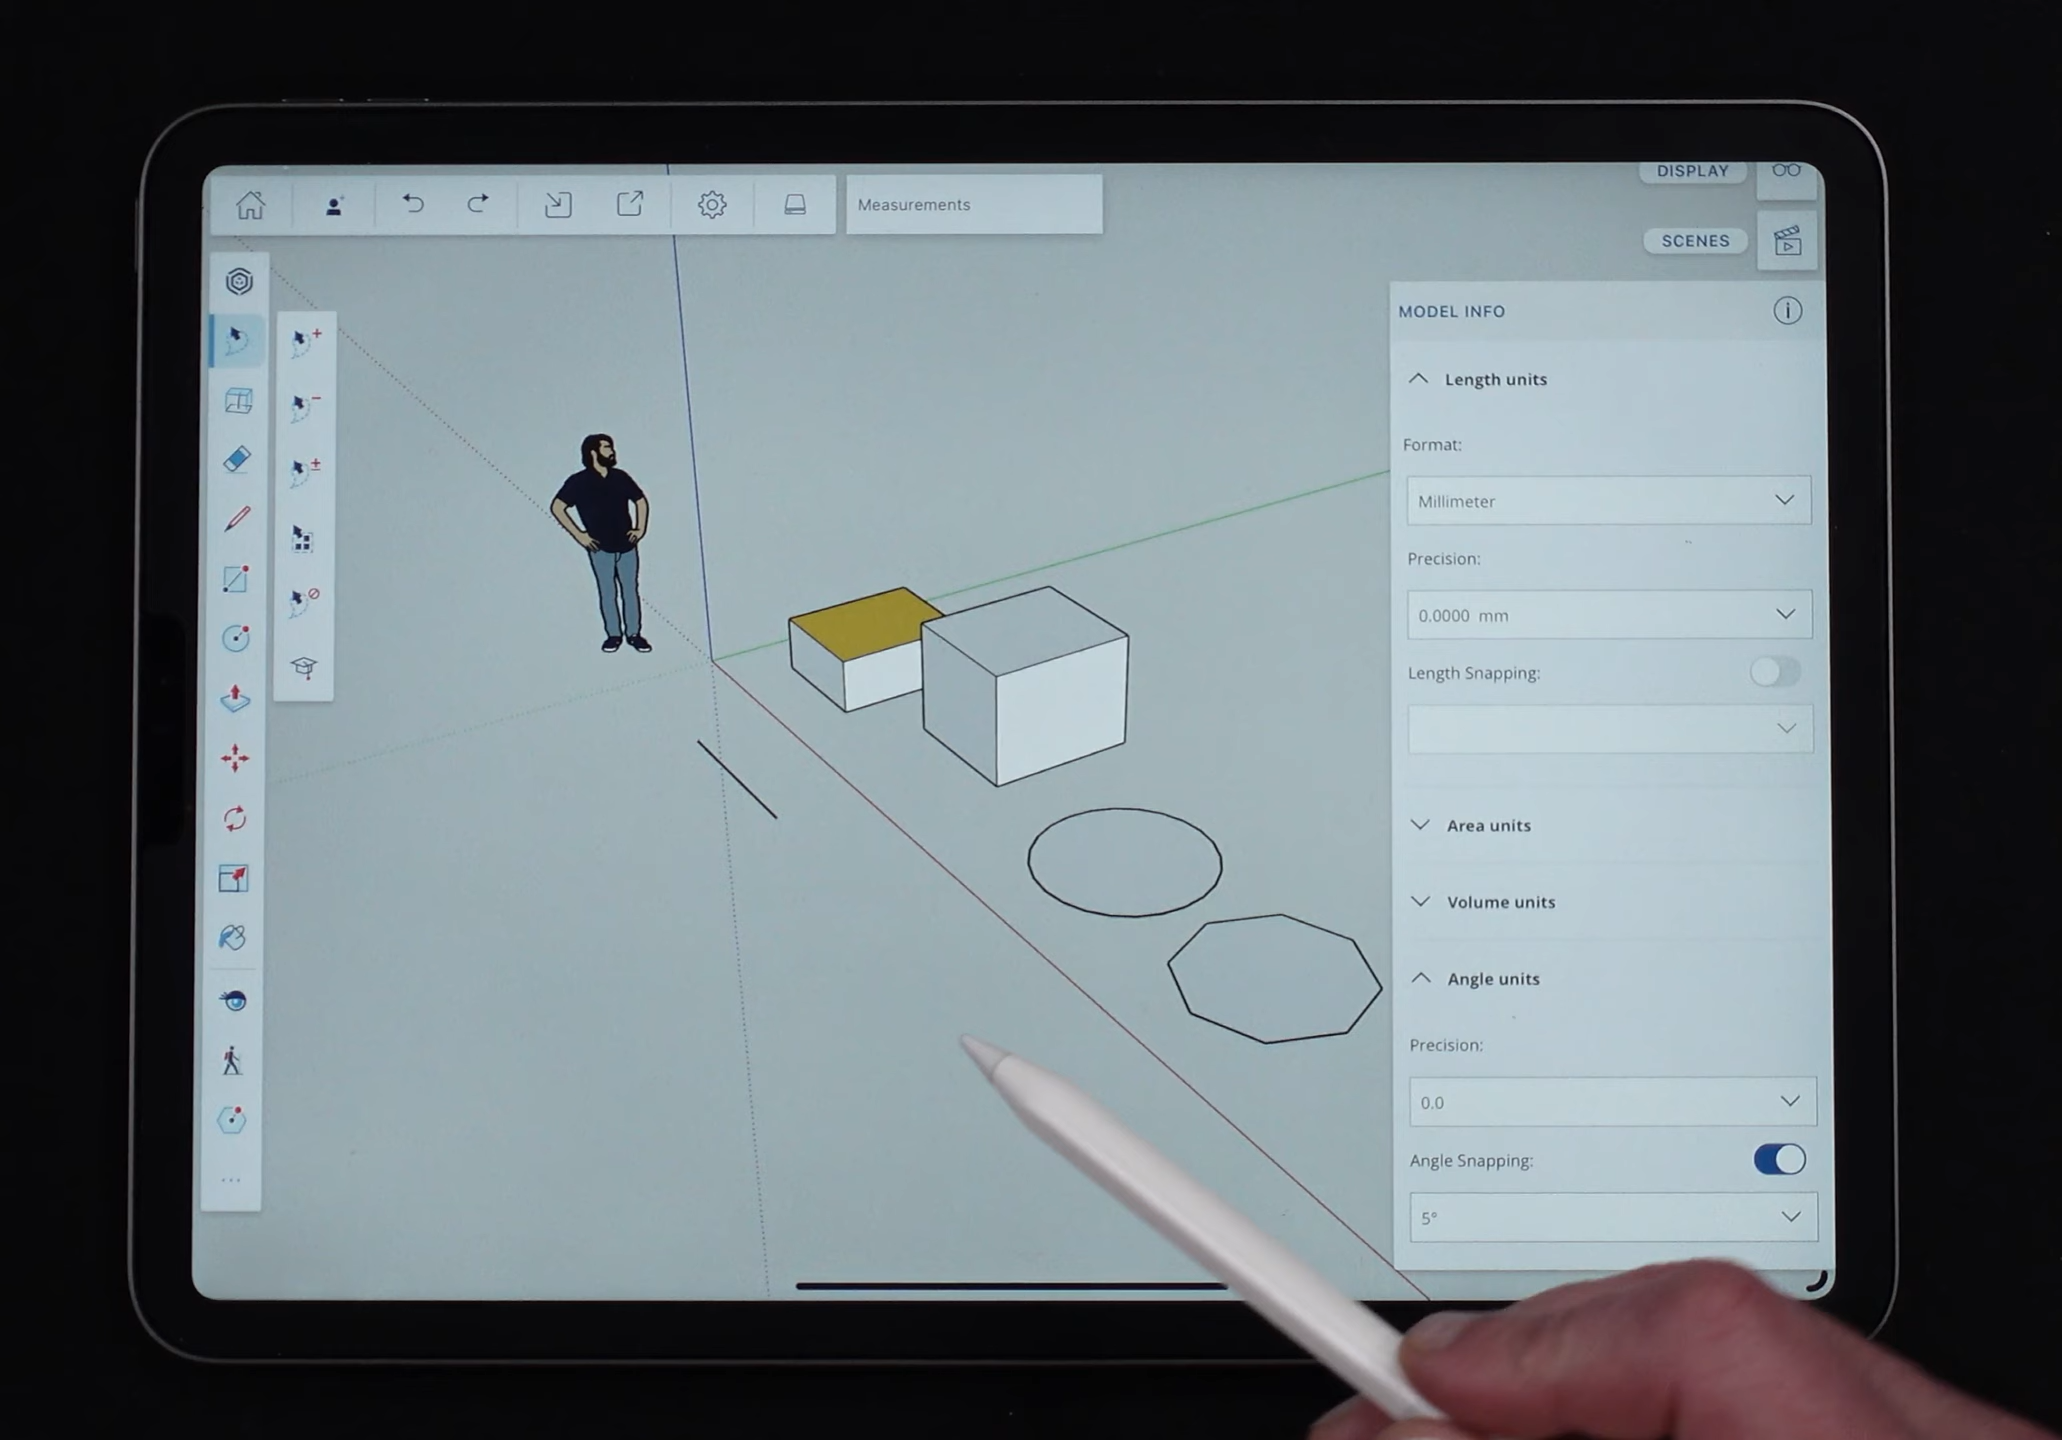 Measurements
DISPLAY
SCENES
MODEL INFO
Length units
Format:
Millimeter
Precision:
0.0000 mm
Length Snapping:
Area units
Volume units
Angle units
Precision:
0.0
Angle Snapping:
5°